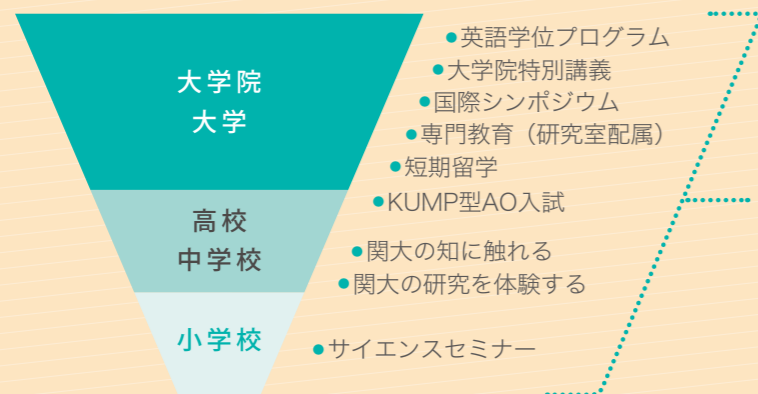 大学院
大学
●英語学位プログラム
●大学院特別講義
●国際シンポジウム
●専門教育（研究室配属）
●短期留学
●KUMP型AO入試
高校
中学校
●関大の知に触れる
●関大の研究を体験する
小学校
●サイエンスセミナー